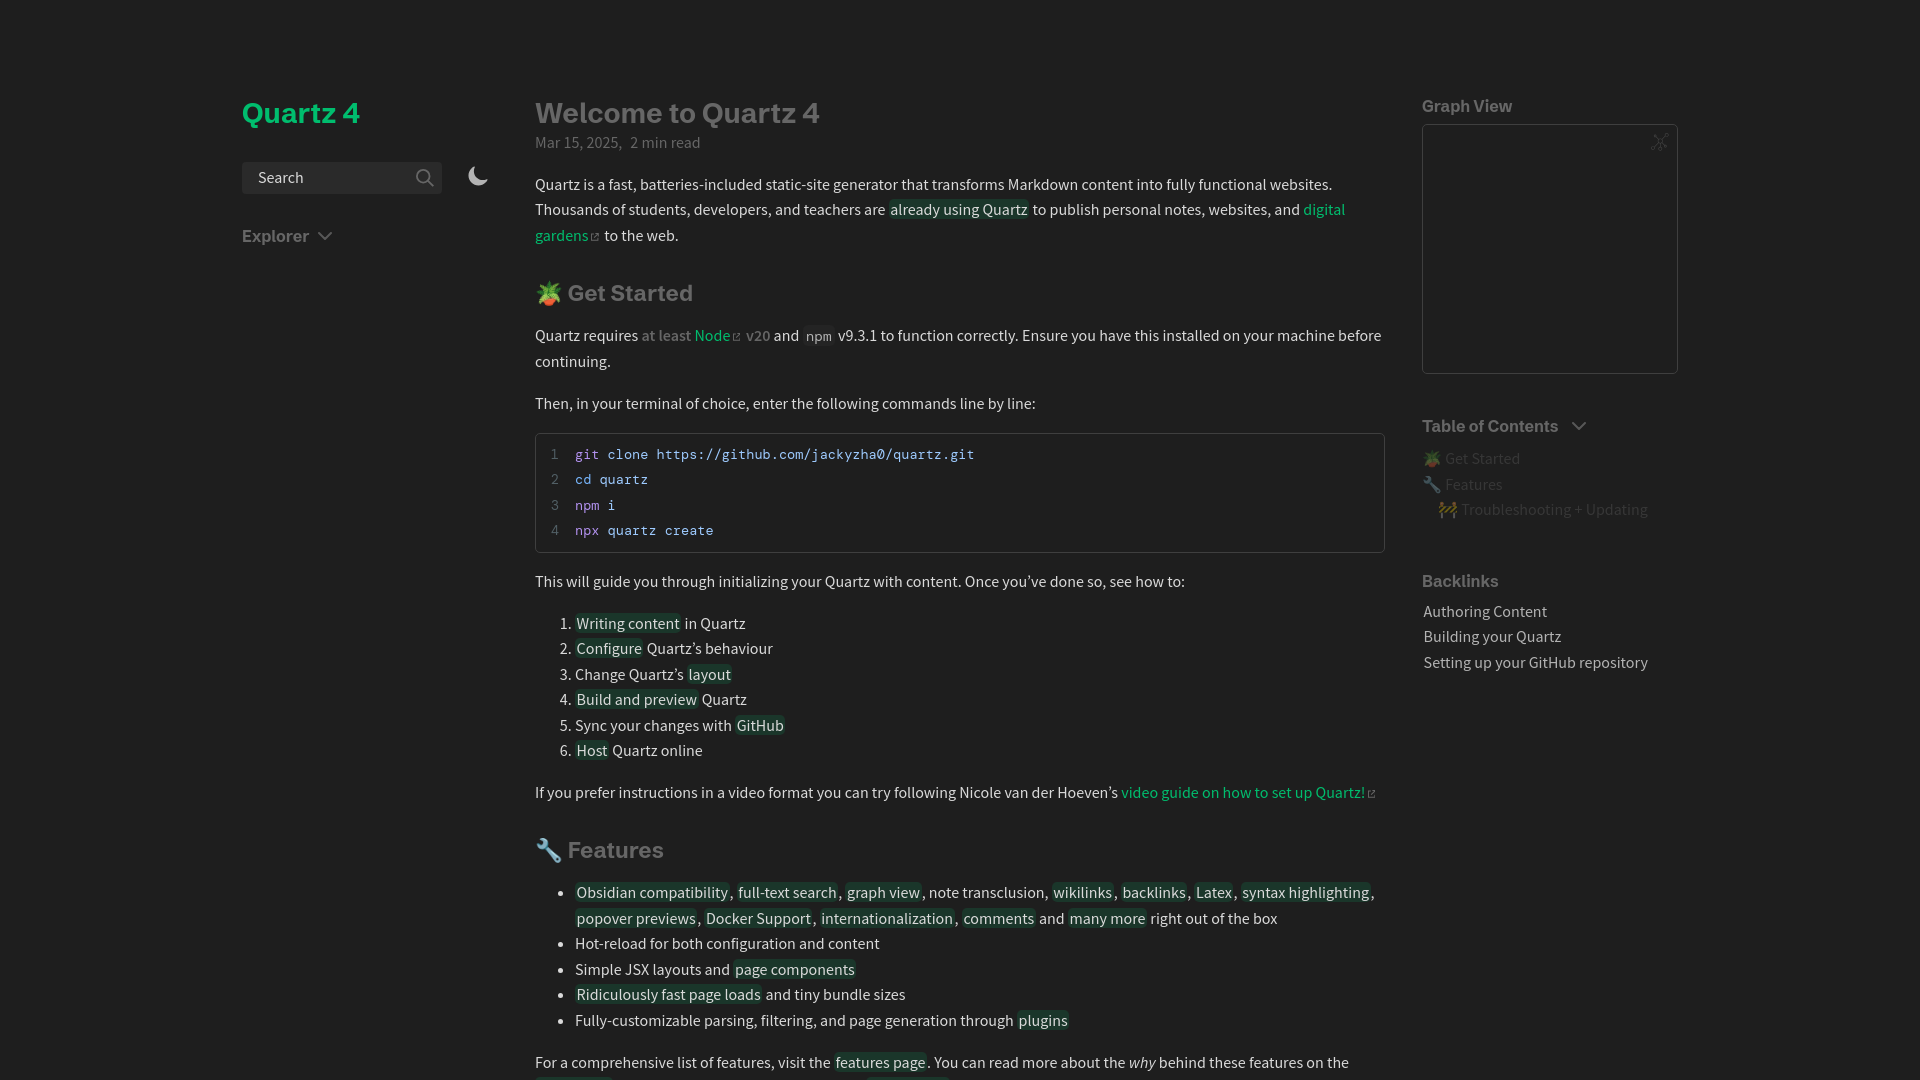 Quartz 4
Search
Explorer
Welcome to Quartz 4
Mar 15, 2025, 2 min read
Quartz is a fast, batteries-included static-site generator that transforms Markdown content into fully functional websites.
Thousands of students, developers, and teachers are already using Quartz to publish personal notes, websites, and digital
gardens to the web.
🪴 Get Started
Quartz requires at least Node v20 and npm v9.3.1 to function correctly. Ensure you have this installed on your machine before
continuing.
Then, in your terminal of choice, enter the following commands line by line:
1 git clone https://github.com/jackyzha0/quartz.git
2 cd quartz
3 npm i
4 npx quartz create
This will guide you through initializing your Quartz with content. Once you’ve done so, see how to:
1. Writing content in Quartz
2. Configure Quartz’s behaviour
3. Change Quartz’s layout
4. Build and preview Quartz
5. Sync your changes with GitHub
6. Host Quartz online
If you prefer instructions in a video format you can try following Nicole van der Hoeven’s video guide on how to set up Quartz!
🔧 Features
• Obsidian compatibility, full-text search, graph view, note transclusion, wikilinks, backlinks, Latex, syntax highlighting,
popover previews, Docker Support, internationalization, comments and many more right out of the box
• Hot-reload for both configuration and content
• Simple JSX layouts and page components
• Ridiculously fast page loads and tiny bundle sizes
• Fully-customizable parsing, filtering, and page generation through plugins
For a comprehensive list of features, visit the features page. You can read more about the why behind these features on the
Graph View
Table of Contents
🪴 Get Started
🔧 Features
🚧 Troubleshooting + Updating
Backlinks
Authoring Content
Building your Quartz
Setting up your GitHub repository